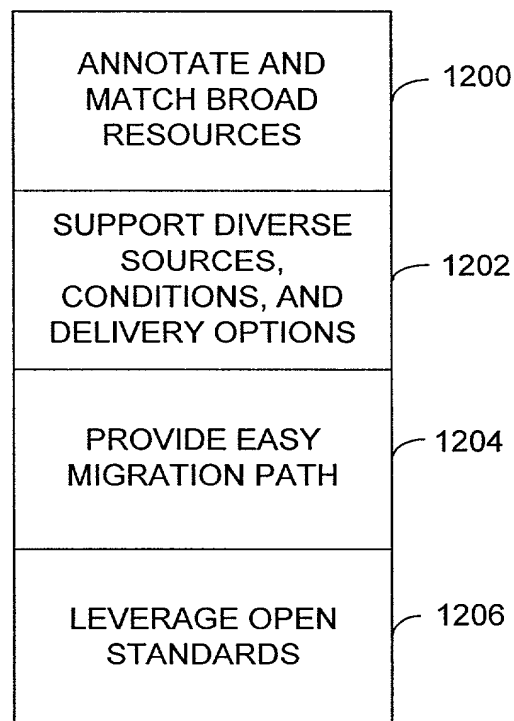 ANNOTATE AND
MATCH BROAD
RESOURCES
1200
SUPPORT DIVERSE
SOURCES,
CONDITIONS, AND
DELIVERY OPTIONS
1202
PROVIDE EASY
MIGRATION PATH
1204
LEVERAGE OPEN
STANDARDS
1206